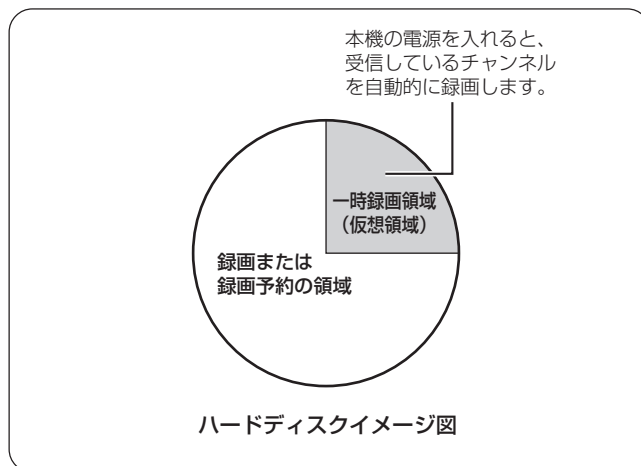 本機の電源を入れると、
受信しているチャンネル
を自動的に録画します。
一時録画領域
（仮想領域）
録画または
録画予約の領域
ハードディスクイメージ図